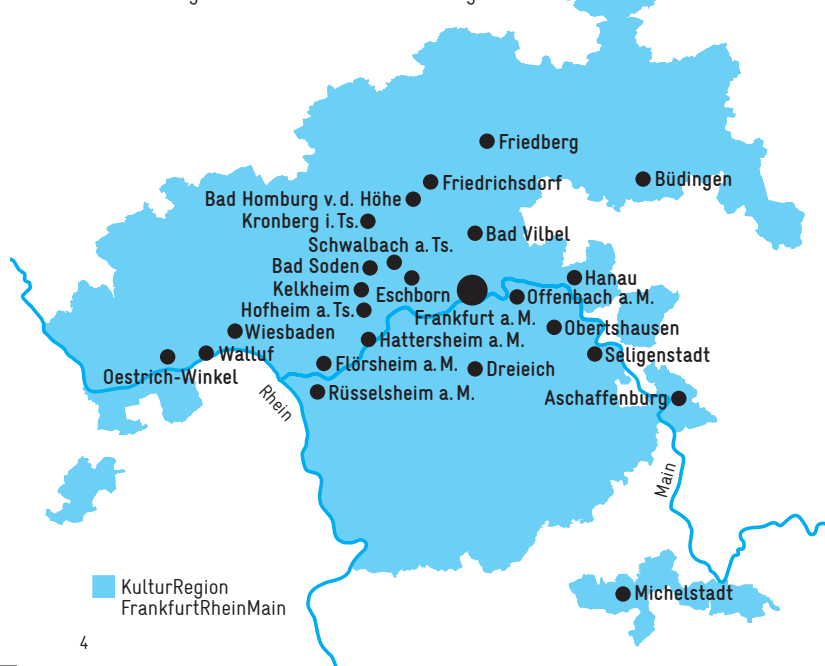 Friedberg
Friedrichsdorf
Büdingen
Bad Homburg v. d. Höhe
Kronberg i. Ts.
Bad Vilbel
Schwalbach a. Ts.
Bad Soden
Hanau
Kelkheim
Eschborn
Offenbach a. M.
Hofheim a. Ts.
Frankfurt a. M.
Obertshausen
Wiesbaden
Hattersheim a. M.
Walluf
Seligenstadt
Flörsheim a. M.
Dreieich
Oestrich-Winkel
Rhein
Rüsselsheim a. M.
Aschaffenburg
Main
KulturRegion
FrankfurtRheinMain
Michelstadt
4